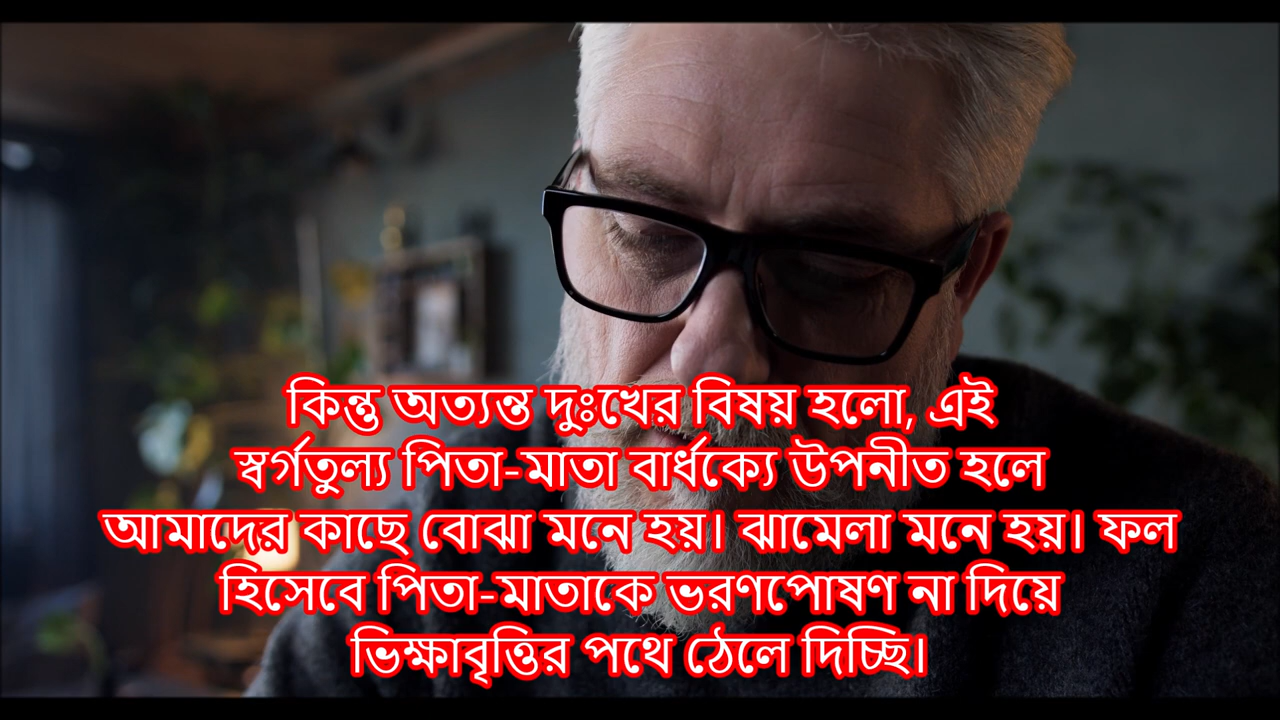 কিন্তু অত্যন্ত দুঃখের বিষয় হলো, এই
স্বর্গতুল্য পিতা-মাতা বার্ধক্যে উপনীত হলে
আমাদের কাছে বোঝা মনে হয়। ঝামেলা মনে হয়। ফল
হিসেবে পিতা-মাতাকে ভরণপোষণ না দিয়ে
ভিক্ষাবৃত্তির পথে ঠেলে দিচ্ছি।